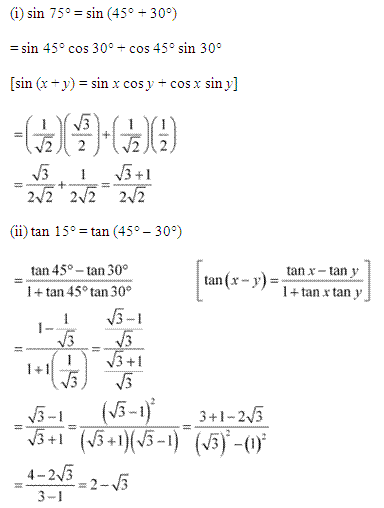 (i) sin 75° = sin (45° + 30°)
= sin 45° cos 30° + cos 45° sin 30°
[sin (x + y) = sin x cos y + cos x sin y]
= (1/√2)(√3/2) + (1/√2)(1/2)
= √3/2√2 + 1/2√2 = √3 + 1/2√2
(ii) tan 15° = tan (45° – 30°)
= tan 45° – tan 30°/1 + tan 45° tan 30° [tan (x – y) = tan x – tan y/1 + tan x tan y]
= 1 – 1/√3/1 + 1(1/√3) = √3 – 1/√3/√3 + 1/√3
= √3 – 1/√3 + 1 = (√3 – 1)²/(√3 + 1)(√3 – 1) = 3 + 1 – 2√3/(√3)² – (1)²
= 4 – 2√3/3 – 1 = 2 – √3